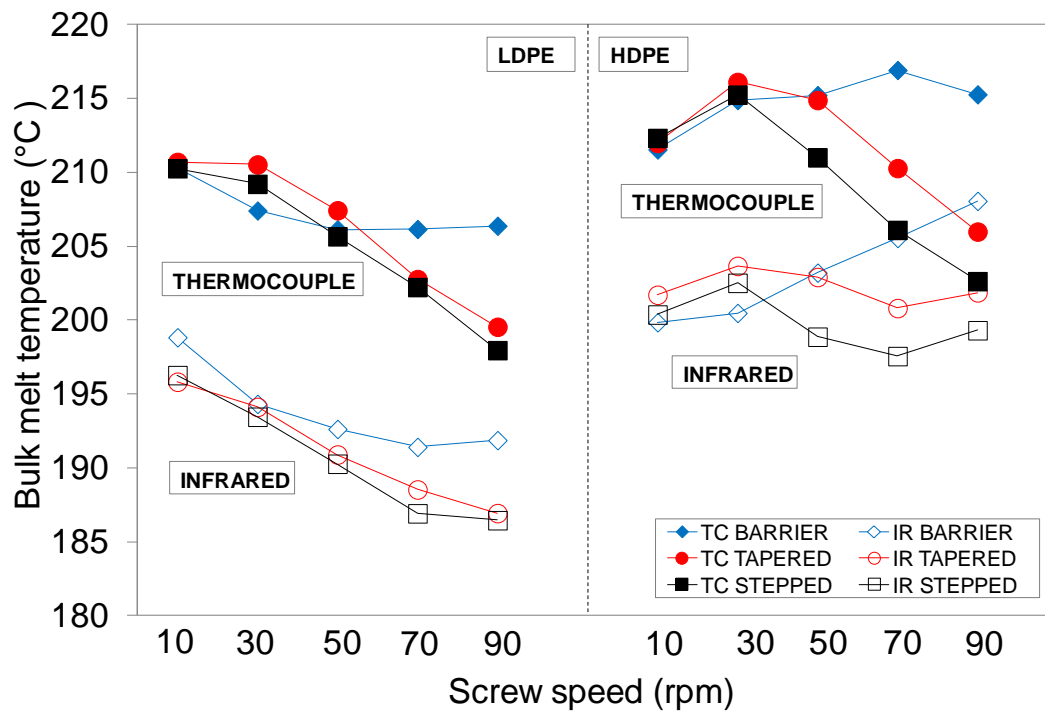 220
215
210
205
200
195
190
185
180
Bulk melt temperature (°C)
LDPE
HDPE
THERMOCOUPLE
INFRARED
THERMOCOUPLE
INFRARED
TC BARRIER IR BARRIER
TC TAPERED IR TAPERED
TC STEPPED IR STEPPED
10 30 50 70 90 10 30 50 70 90
Screw speed (rpm)